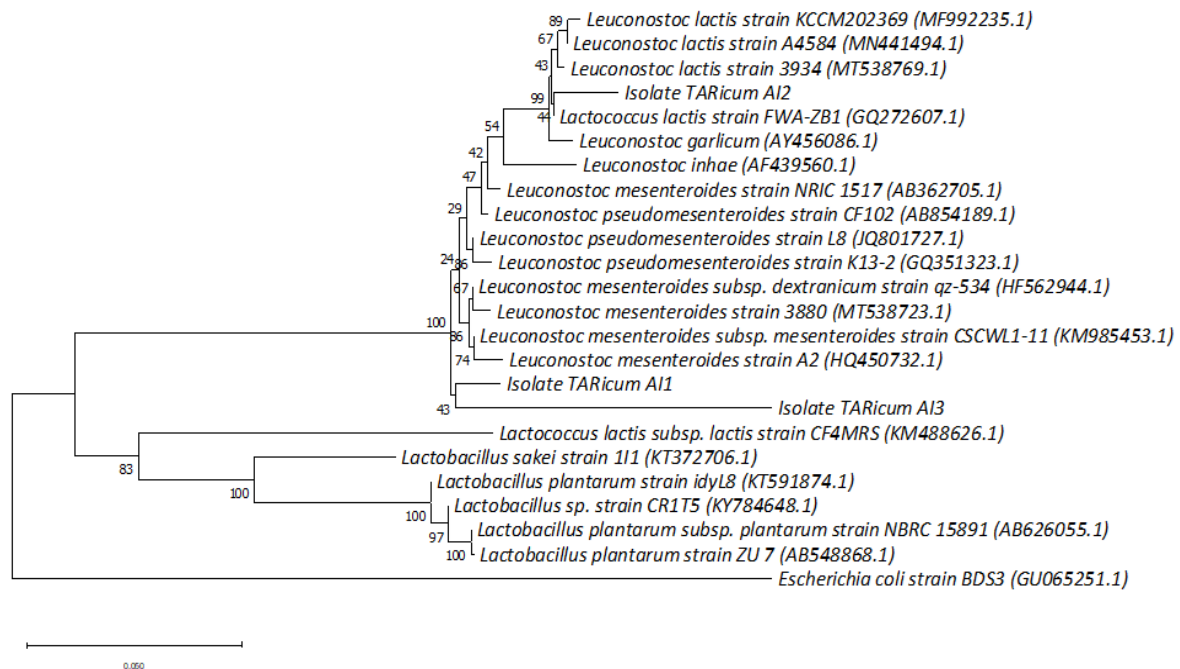 89
Leuconostoc lactis strain KCCM202369 (MF992235.1)
67
Leuconostoc lactis strain A4584 (MN441494.1)
43
Leuconostoc lactis strain 3934 (MT538769.1)
Isolate TARicum AI2
99
44
Lactococcus lactis strain FWA-ZB1 (GQ272607.1)
54
Leuconostoc garlicum (AY456086.1)
42
Leuconostoc inhae (AF439560.1)
47
Leuconostoc mesenteroides strain NRIC 1517 (AB362705.1)
29
Leuconostoc pseudomesenteroides strain CF102 (AB854189.1)
Leuconostoc pseudomesenteroides strain L8 (JQ801727.1)
24
86
Leuconostoc pseudomesenteroides strain K13-2 (GQ351323.1)
67
Leuconostoc mesenteroides subsp. dextranicum strain qz-534 (HF562944.1)
Leuconostoc mesenteroides strain 3880 (MT538723.1)
100
Leuconostoc mesenteroides subsp. mesenteroides strain CSCWL1-11 (KM985453.1)
74
Leuconostoc mesenteroides strain A2 (HQ450732.1)
Isolate TARicum AI1
43
Isolate TARicum AI3
Lactococcus lactis subsp. lactis strain CF4MRS (KM488626.1)
83
Lactobacillus sakei strain 1I1 (KT372706.1)
100
Lactobacillus plantarum strain idyL8 (KT591874.1)
100
Lactobacillus sp. strain CR1T5 (KY784648.1)
97
Lactobacillus plantarum subsp. plantarum strain NBRC 15891 (AB626055.1)
100
Lactobacillus plantarum strain ZU 7 (AB548868.1)
Escherichia coli strain BDS3 (GU065251.1)
0.050